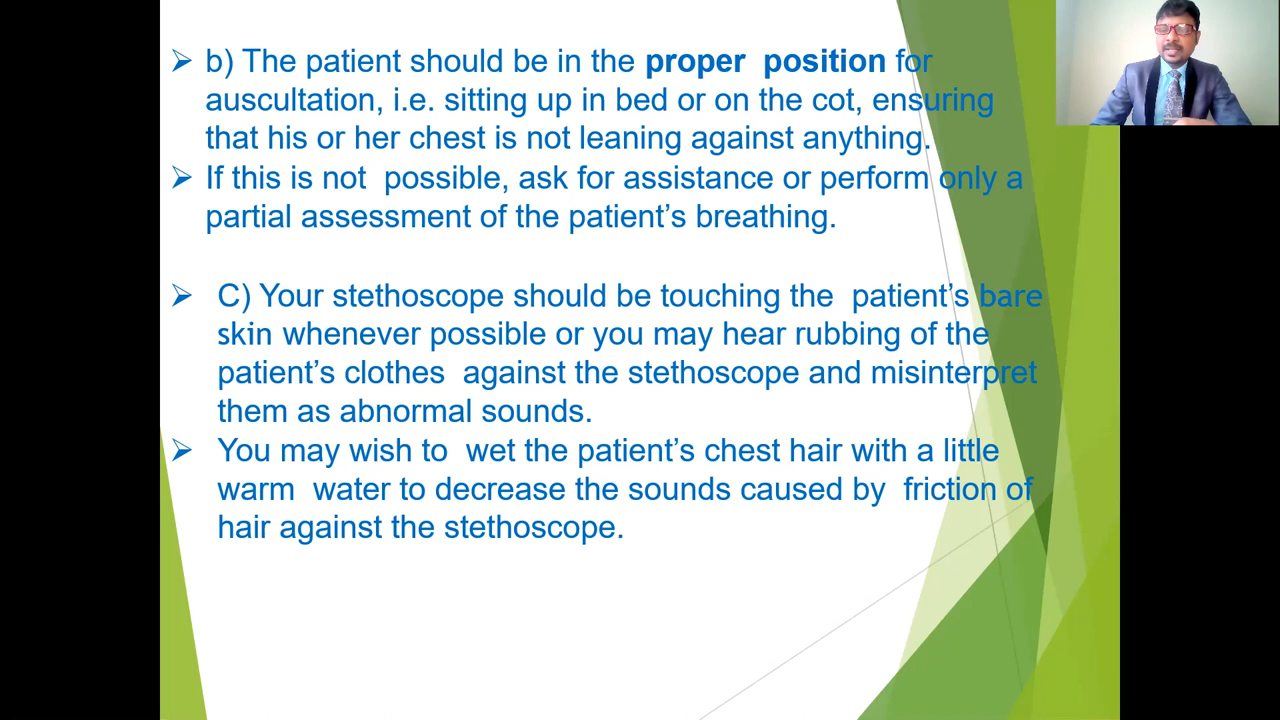 ➢ b) The patient should be in the proper position for
auscultation, i.e. sitting up in bed or on the cot, ensuring
that his or her chest is not leaning against anything.
➢ If this is not possible, ask for assistance or perform only a
partial assessment of the patient’s breathing.
➢ C) Your stethoscope should be touching the patient’s bare
skin whenever possible or you may hear rubbing of the
patient’s clothes against the stethoscope and misinterpret
them as abnormal sounds.
➢ You may wish to wet the patient’s chest hair with a little
warm water to decrease the sounds caused by friction of
hair against the stethoscope.